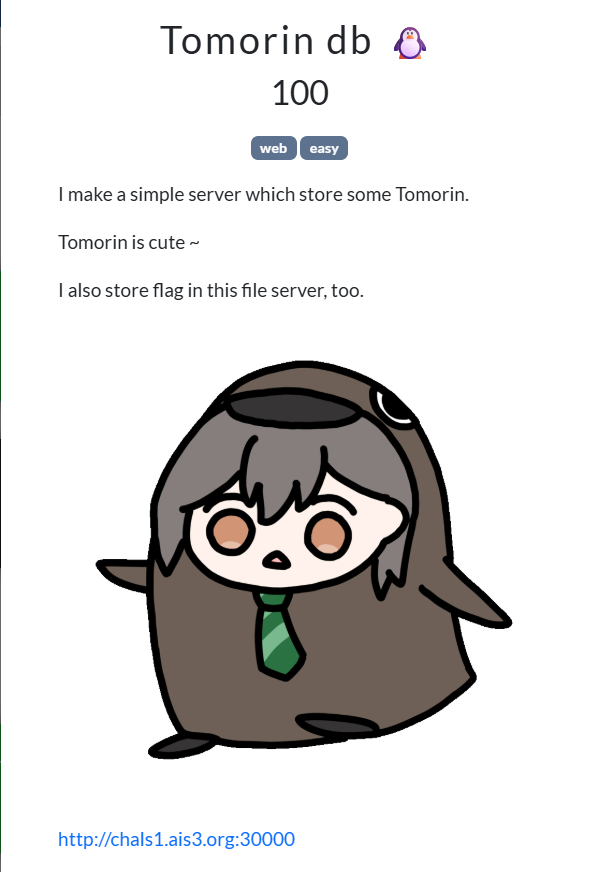 Tomorin db 🐧
100
web easy
I make a simple server which store some Tomorin.
Tomorin is cute ~
I also store flag in this file server, too.
http://chals1.ais3.org:30000